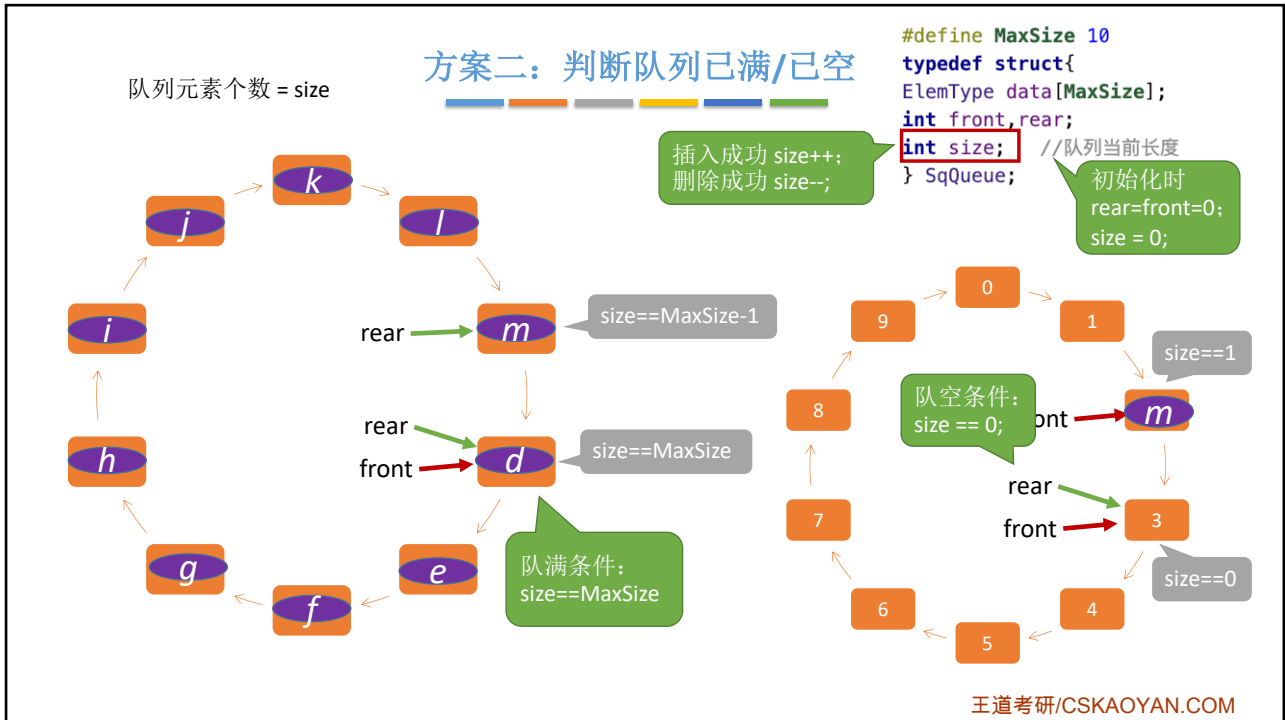 方案二：判断队列已满/已空
队列元素个数 = size
#define MaxSize 10
typedef struct{
ElemType data[MaxSize];
int front,rear;
int size; //队列当前长度
} SqQueue;
插入成功 size++;
删除成功 size--;
初始化时
rear=front=0;
size = 0;
k
l
m
d
e
f
g
h
i
j
rear
size==MaxSize-1
rear
front
size==MaxSize
队满条件：
size==MaxSize
0
1
m
3
4
5
6
7
8
9
size==1
队空条件：
size == 0;
ont
rear
front
size==0
王道考研/CSKAOYAN.COM